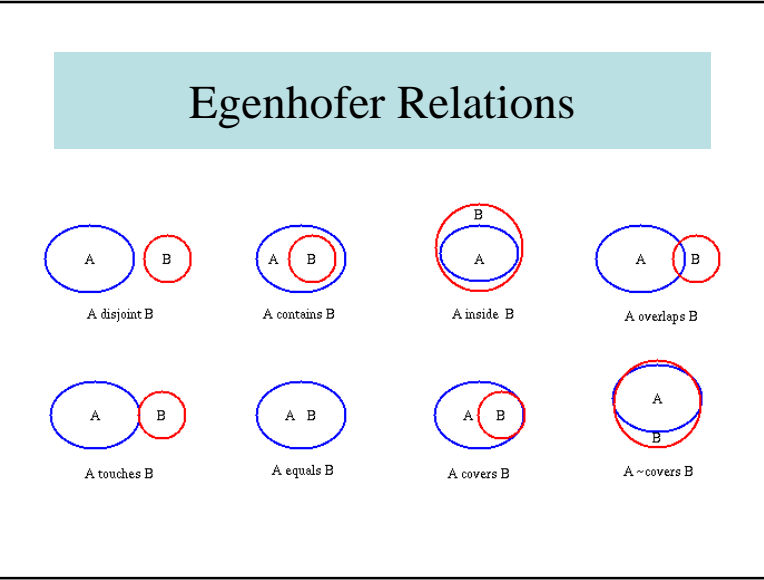 Egenhofer Relations
A B
A disjoint B
A B
A contains B
B
A
A inside B
A B
A overlaps B
A B
A touches B
A B
A equals B
A B
A covers B
A
B
A ~covers B